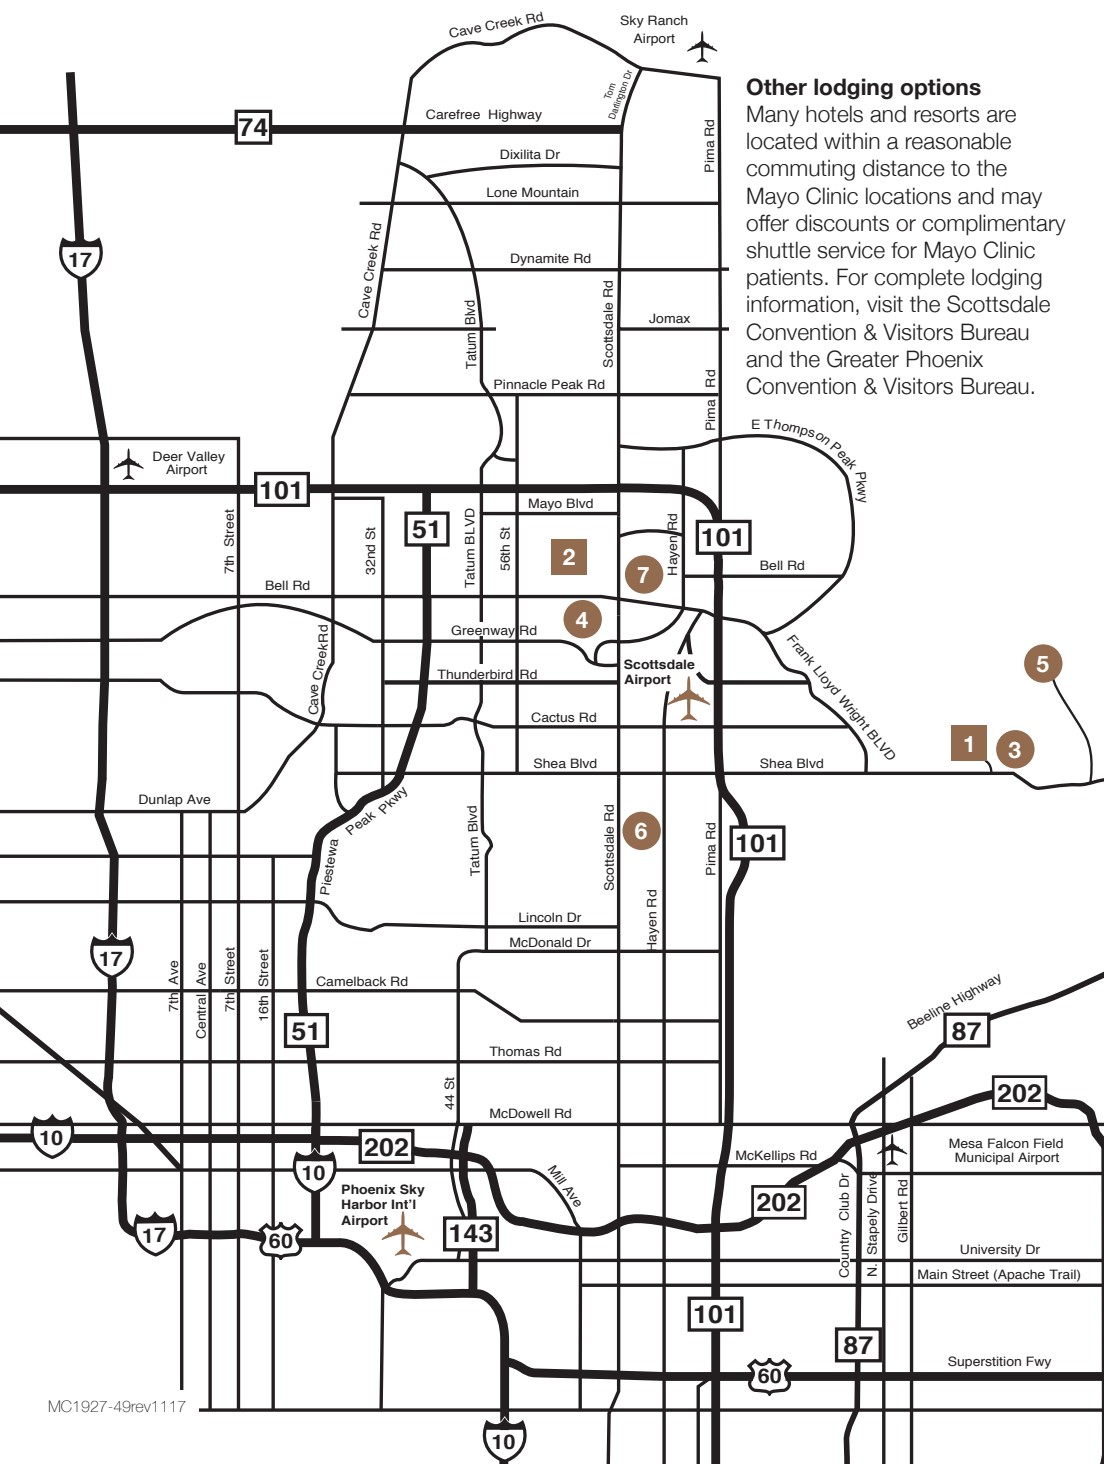 Cave Creek Rd
Sky Ranch
Airport
Tom
Darlington Dr
Other lodging options
Many hotels and resorts are
located within a reasonable
commuting distance to the
Mayo Clinic locations and may
offer discounts or complimentary
shuttle service for Mayo Clinic
patients. For complete lodging
information, visit the Scottsdale
Convention & Visitors Bureau
and the Greater Phoenix
Convention & Visitors Bureau.
Carefree Highway
74
Pima Rd
Dixilita Dr
Lone Mountain
17
Cave Creek Rd
Dynamite Rd
Scottsdale Rd
Tatum Blvd
Jomax
Pinnacle Peak Rd
Pima Rd
E Thompson Peak Pkwy
Deer Valley
Airport
101
51
Mayo Blvd
7th Street
32nd St
Tatum BLVD
56th St
2
7
Hayen Rd
101
Bell Rd
Bell Rd
4
Greenway Rd
Cave CreekRd
Thunderbird Rd
Scottsdale
Airport
Frank Lloyd Wright BLVD
5
Cactus Rd
1
3
Shea Blvd
Shea Blvd
Dunlap Ave
Piestewa Peak Pkwy
Tatum Blvd
Scottsdale Rd
6
Pima Rd
101
Hayen Rd
Lincoln Dr
McDonald Dr
17
7th Ave
Central Ave
7th Street
16th Street
Camelback Rd
51
Beeline Highway
87
Thomas Rd
44 St
202
McDowell Rd
10
202
10
Mill Ave
McKellips Rd
Mesa Falcon Field
Municipal Airport
Phoenix Sky
Harbor Int'l
Airport
202
Country Club Dr
N. Stapely Drive
Gilbert Rd
17
60
143
University Dr
Main Street (Apache Trail)
101
87
60
Superstition Fwy
MC1927-49rev1117
10